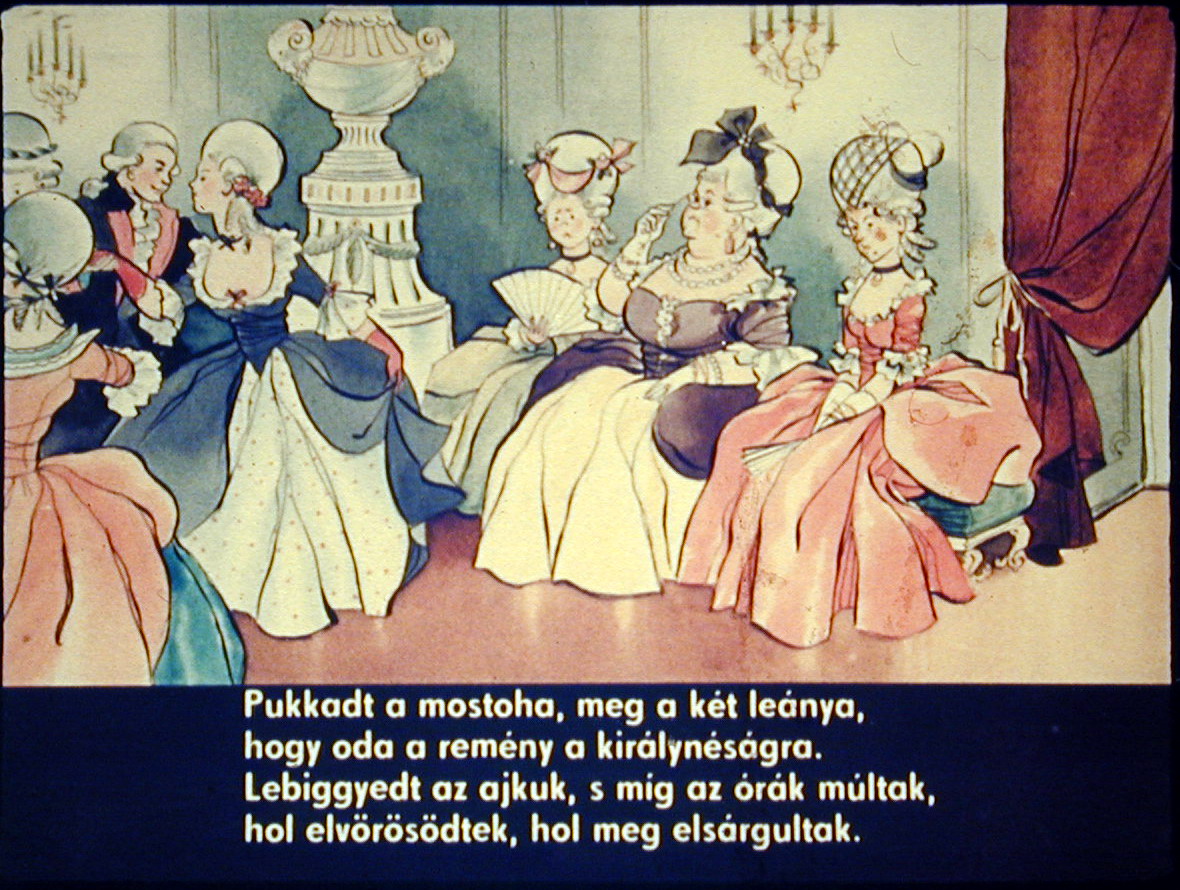 Pukkadt a mostoha, meg a két leánya,
hogy oda a remény a királynéságra.
Lebiggyedt az ajkuk, s mig az órák múltak,
hol elvörösödtek, hol meg elsárgultak.